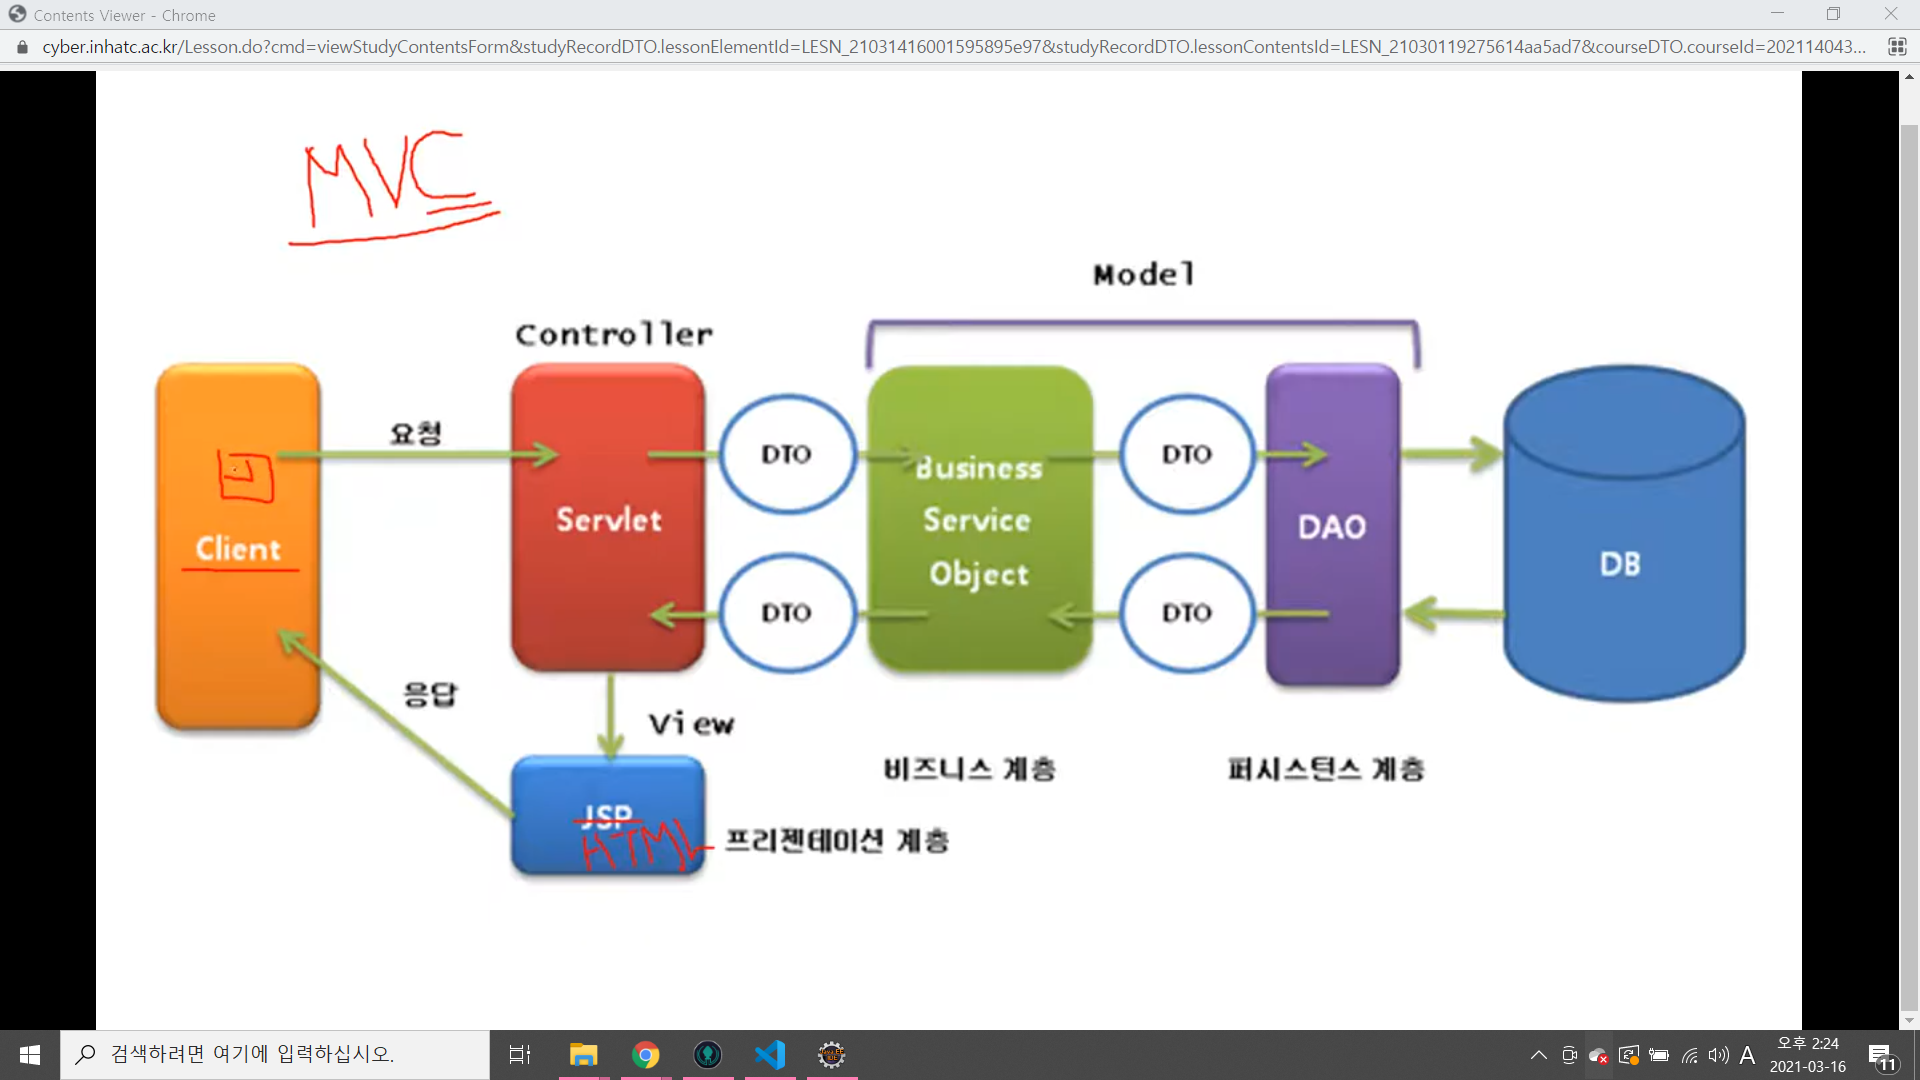 Contents Viewer - Chrome
cyber.inhatc.ac.kr/Lesson.do?cmd=viewStudyContentsForm&studyRecordDTO.lessonElementId=LESN_21031416001595895e97&studyRecordDTO.lessonContentsId=LESN_21030119275614aa5ad7&courseDTO.courseId=202114043...
MVC
Model
Controller
요청
DTO
DTO
Business
Service
Object
Servlet
DAO
Client
DB
DTO
DTO
응답
View
비즈니스 계층
퍼시스턴스 계층
JSP
HTML
프리젠테이션 계층
검색하려면 여기에 입력하십시오.
A
오후 2:24
2021-03-16
11